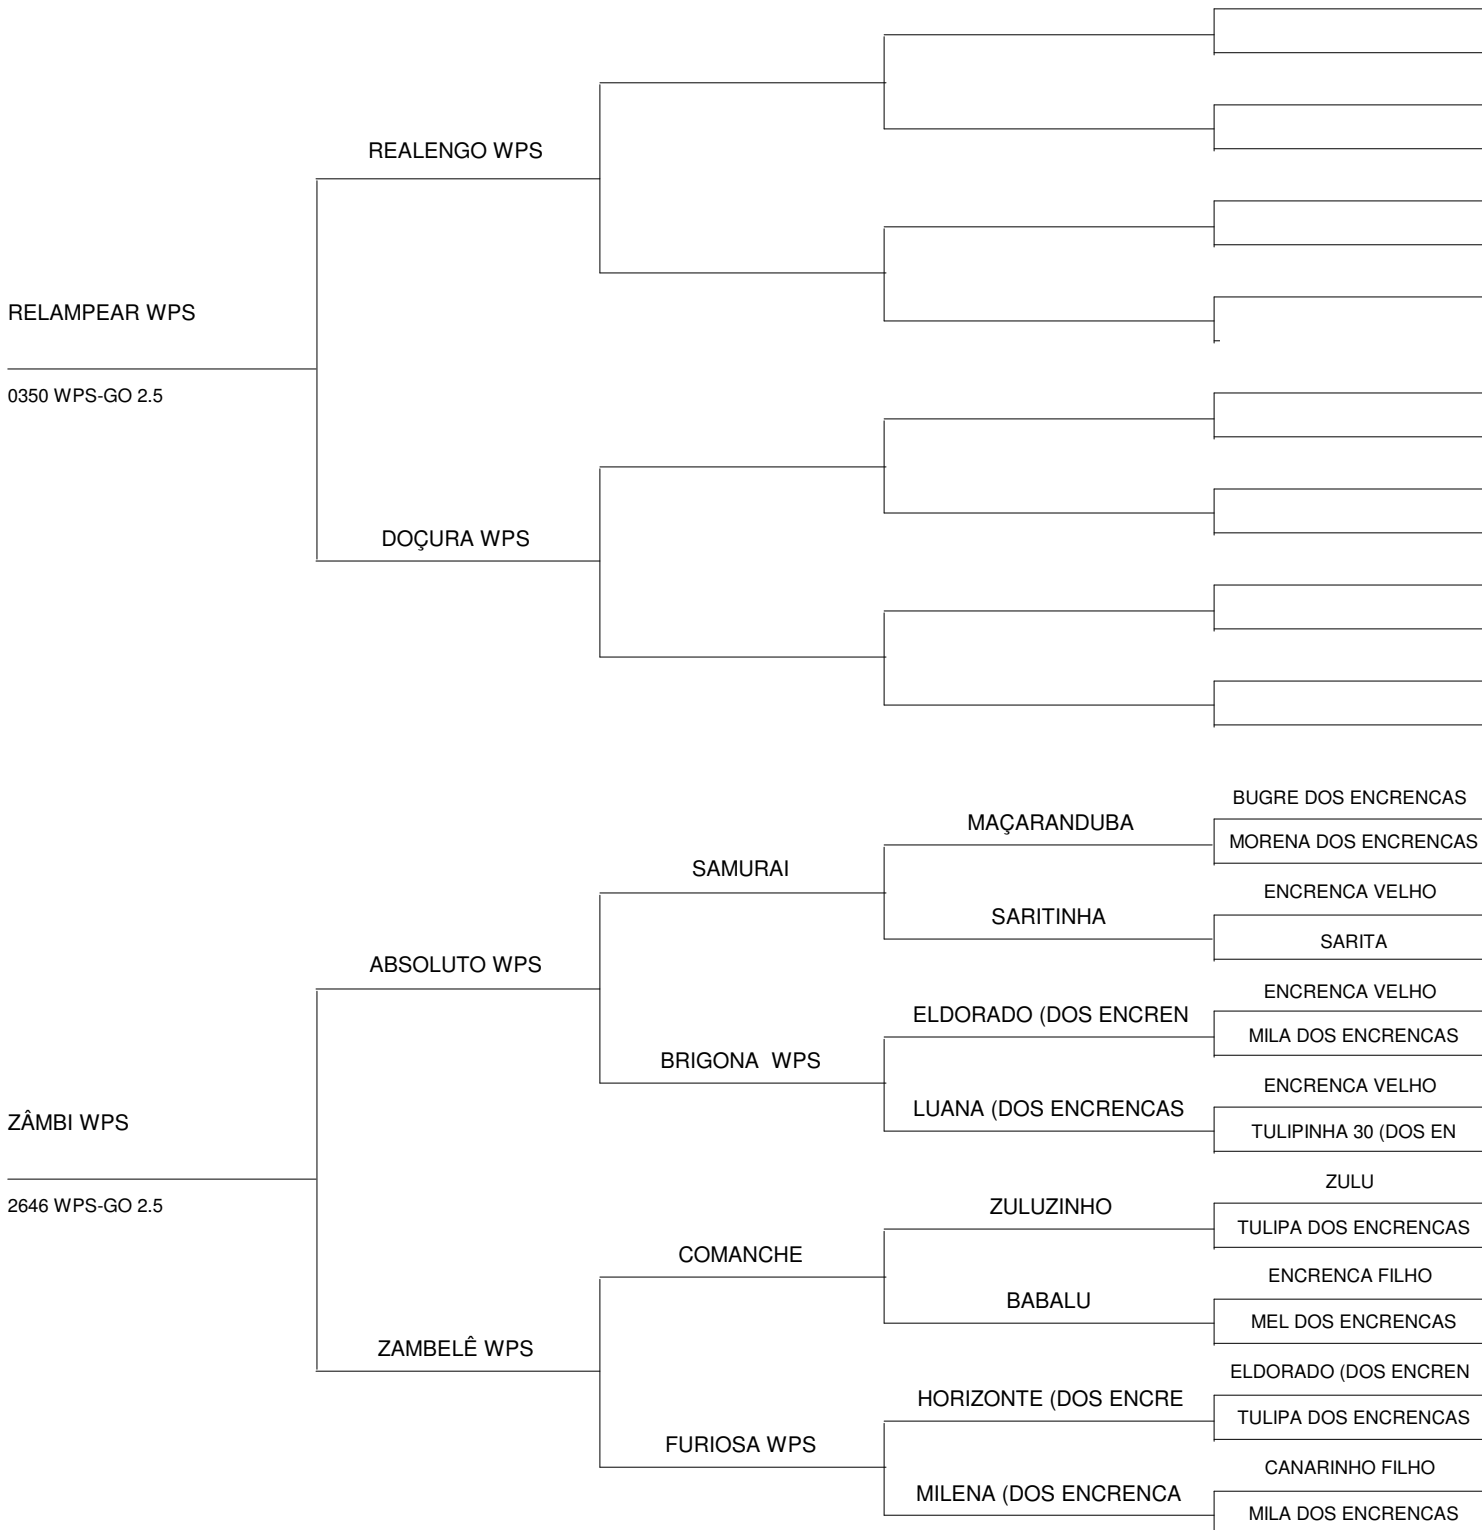 REALENGO WPS
RELAMPEAR WPS
0350 WPS-GO 2.5
DOÇURA WPS
BUGRE DOS ENCRENCAS
MAÇARANDUBA
MORENA DOS ENCRENCAS
SAMURAI
ENCRENCA VELHO
SARITINHA
SARITA
ABSOLUTO WPS
ENCRENCA VELHO
ELDORADO (DOS ENCREN
MILA DOS ENCRENCAS
BRIGONA  WPS
ENCRENCA VELHO
LUANA (DOS ENCRENCAS
TULIPINHA 30 (DOS EN
ZÂMBI WPS
2646 WPS-GO 2.5
ZULU
ZULUZINHO
TULIPA DOS ENCRENCAS
COMANCHE
ENCRENCA FILHO
BABALU
MEL DOS ENCRENCAS
ZAMBELÊ WPS
ELDORADO (DOS ENCREN
HORIZONTE (DOS ENCRE
TULIPA DOS ENCRENCAS
FURIOSA WPS
CANARINHO FILHO
MILENA (DOS ENCRENCA
MILA DOS ENCRENCAS